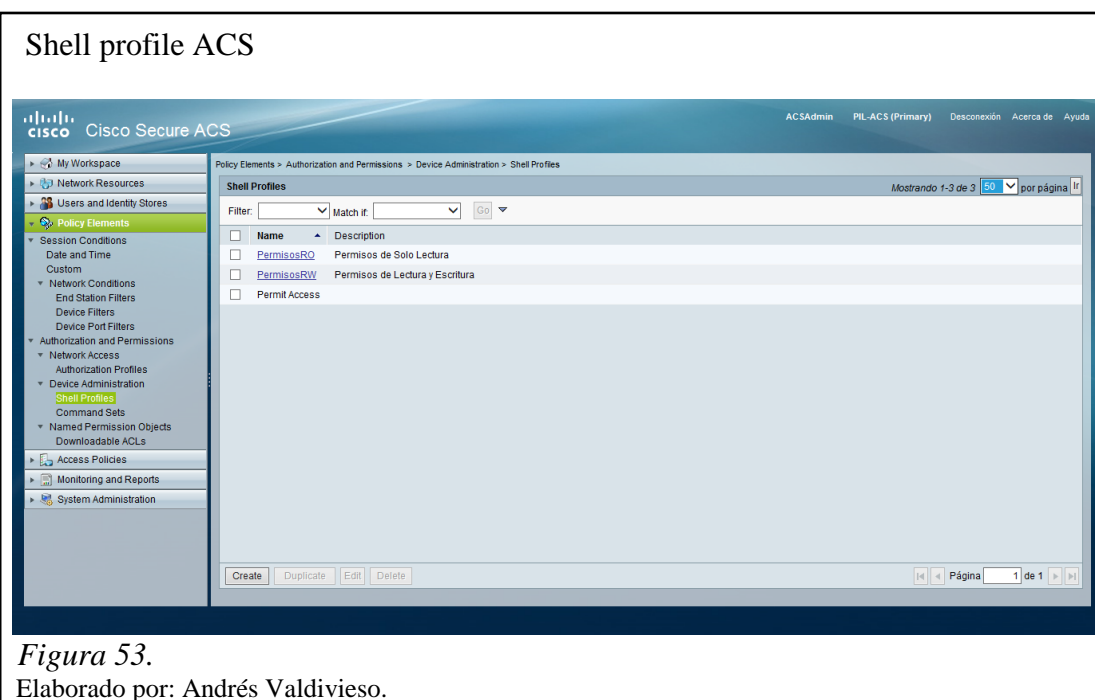 Shell profile ACS
cisco Cisco Secure ACS
ACSAdmin PIL-ACS (Primary) Desconexión Acerca de Ayuda
My Workspace
Network Resources
Users and Identity Stores
Policy Elements
Session Conditions
Date and Time
Custom
Network Conditions
End Station Filters
Device Filters
Device Port Filters
Authorization and Permissions
Network Access
Authorization Profiles
Device Administration
Shell Profiles
Command Sets
Named Permission Objects
Downloadable ACLs
Access Policies
Monitoring and Reports
System Administration
Policy Elements > Authorization and Permissions > Device Administration > Shell Profiles
Shell Profiles
Mostrando 1-3 de 3 50 por página Ir
Filter: Match if: Go
Name Description
PermisosRO Permisos de Solo Lectura
PermisosRW Permisos de Lectura y Escritura
Permit Access
Create Duplicate Edit Delete
Página 1 de 1
Figura 53.
Elaborado por: Andrés Valdivieso.